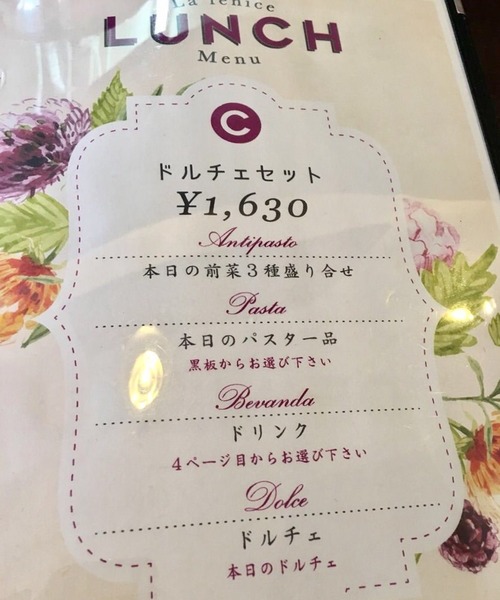 La fenice
LUNCH
Menu
C
ドルチェセット
¥1,630
Antipasto
本日の前菜3種盛り合せ
Pasta
本日のパスタ一品
黒板からお選び下さい
Bevanda
ドリンク
4ページ目からお選び下さい
Dolce
ドルチェ
本日のドルチェ